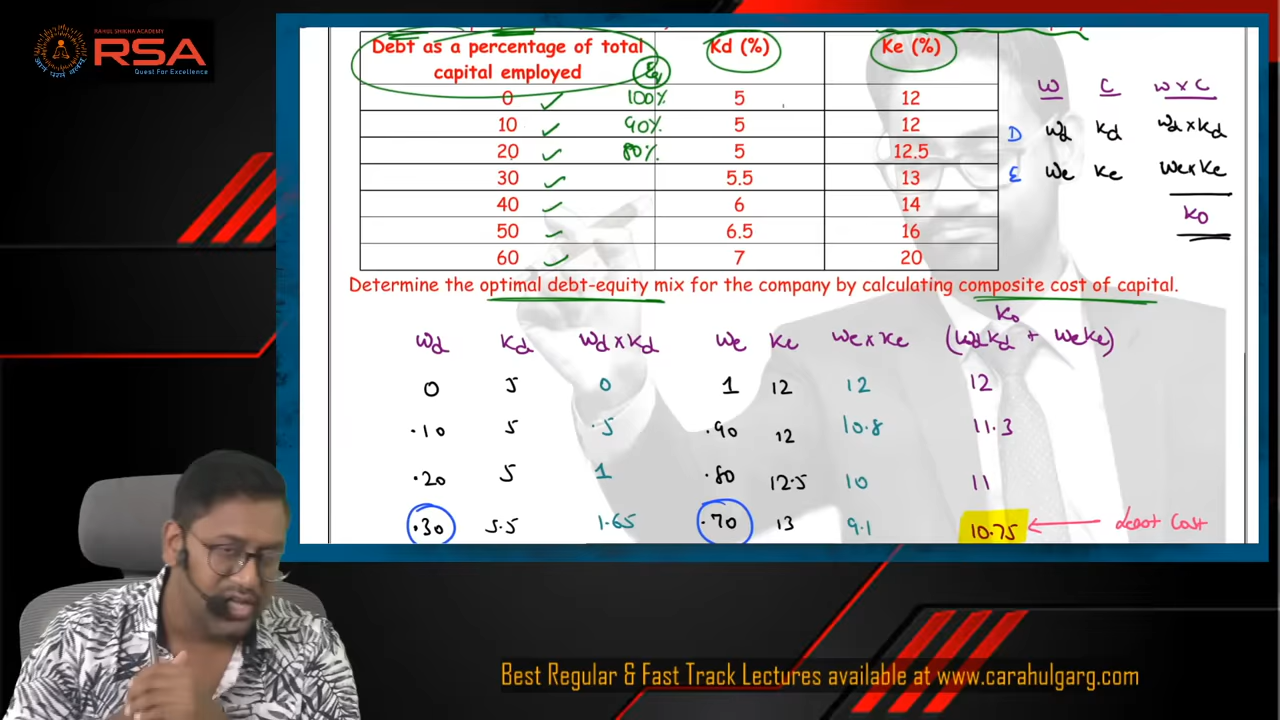 RAHUL SHIKHA ACADEMY
RSA
Quest For Excellence
Debt as a percentage of total capital employed Eq Kd (%) Ke (%)
0 100% 5 12
10 90% 5 12
20 80% 5 12.5
30 5.5 13
40 6 14
50 6.5 16
60 7 20
W C W x C
D Wd Kd Wd x Kd
E We Ke We x Ke
Ko
Determine the optimal debt-equity mix for the company by calculating composite cost of capital.
Ko
Wd Kd Wd x Kd We Ke We x Ke (WdKd + WeKe)
0 5 0 1 12 12 12
.10 5 .5 .90 12 10.8 11.3
.20 5 1 .80 12.5 10 11
.30 5.5 1.65 .70 13 9.1 10.75 Least Cost
Best Regular & Fast Track Lectures available at www.carahulgarg.com